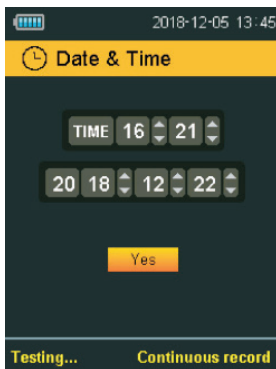 2018-12-05 13:45
Date & Time
TIME 16 21
20 18 12 22
Yes
Testing... Continuous record